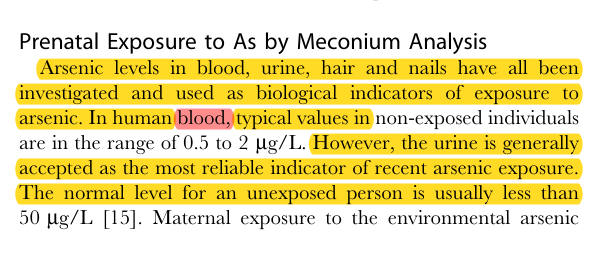 Prenatal Exposure to As by Meconium Analysis
Arsenic levels in blood, urine, hair and nails have all been
investigated and used as biological indicators of exposure to
arsenic. In human blood, typical values in non-exposed individuals
are in the range of 0.5 to 2 μg/L. However, the urine is generally
accepted as the most reliable indicator of recent arsenic exposure.
The normal level for an unexposed person is usually less than
50 μg/L [15]. Maternal exposure to the environmental arsenic